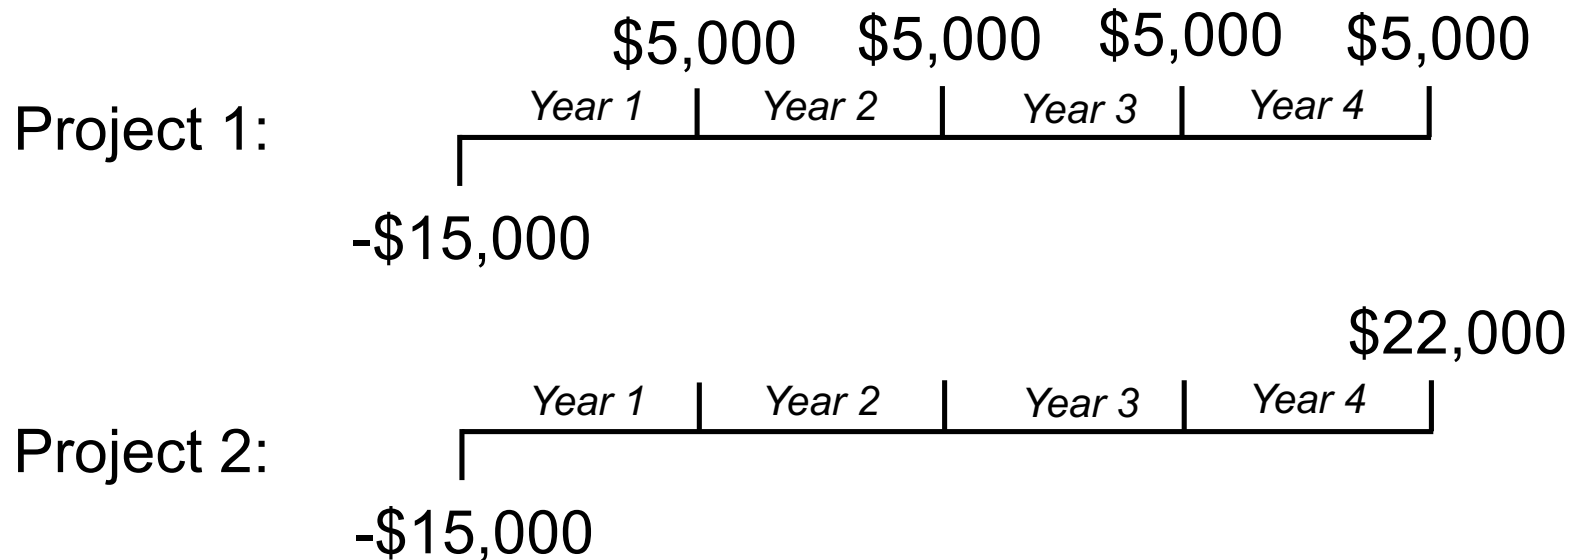 $5,000 $5,000 $5,000 $5,000
Year 1 Year 2 Year 3 Year 4
Project 1:
-$15,000
$22,000
Year 1 Year 2 Year 3 Year 4
Project 2:
-$15,000